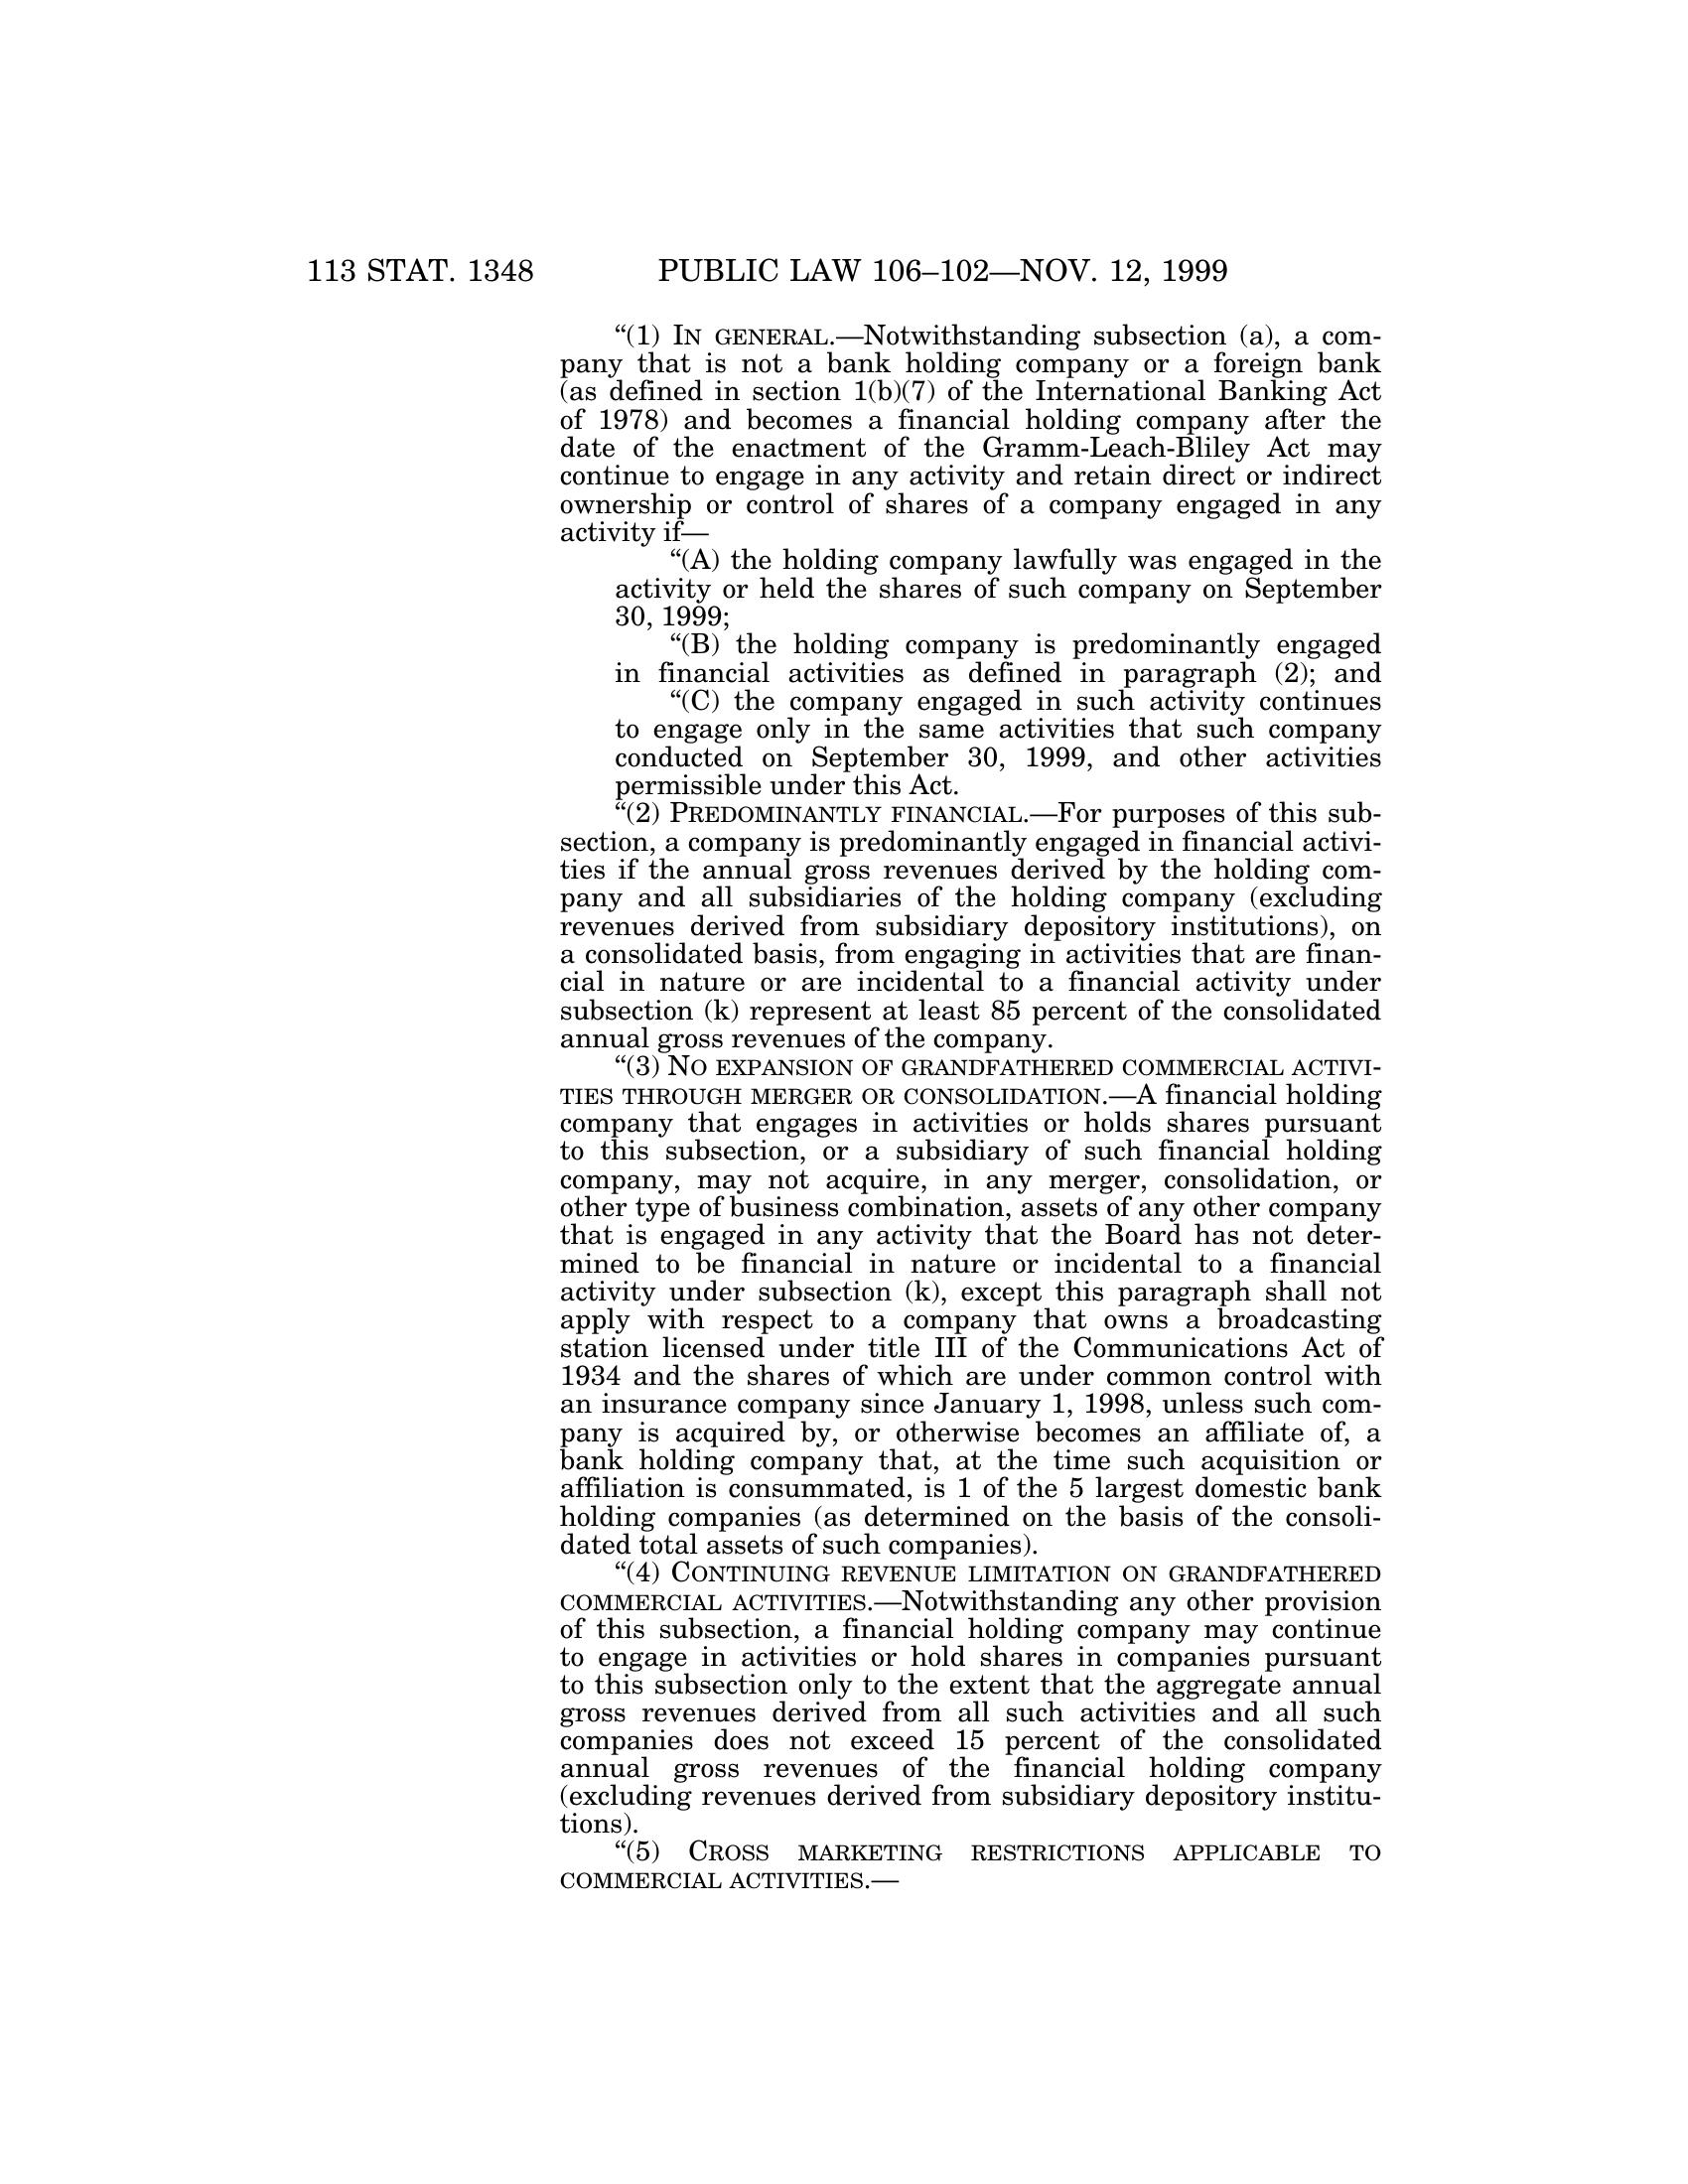 113 STAT. 1348 PUBLIC LAW 106–102—NOV. 12, 1999
“(1) IN GENERAL.—Notwithstanding subsection (a), a com-
pany that is not a bank holding company or a foreign bank
(as defined in section 1(b)(7) of the International Banking Act
of 1978) and becomes a financial holding company after the
date of the enactment of the Gramm-Leach-Bliley Act may
continue to engage in any activity and retain direct or indirect
ownership or control of shares of a company engaged in any
activity if—
“(A) the holding company lawfully was engaged in the
activity or held the shares of such company on September
30, 1999;
“(B) the holding company is predominantly engaged
in financial activities as defined in paragraph (2); and
“(C) the company engaged in such activity continues
to engage only in the same activities that such company
conducted on September 30, 1999, and other activities
permissible under this Act.
“(2) PREDOMINANTLY FINANCIAL.—For purposes of this sub-
section, a company is predominantly engaged in financial activi-
ties if the annual gross revenues derived by the holding com-
pany and all subsidiaries of the holding company (excluding
revenues derived from subsidiary depository institutions), on
a consolidated basis, from engaging in activities that are finan-
cial in nature or are incidental to a financial activity under
subsection (k) represent at least 85 percent of the consolidated
annual gross revenues of the company.
“(3) NO EXPANSION OF GRANDFATHERED COMMERCIAL ACTIVI-
TIES THROUGH MERGER OR CONSOLIDATION.—A financial holding
company that engages in activities or holds shares pursuant
to this subsection, or a subsidiary of such financial holding
company, may not acquire, in any merger, consolidation, or
other type of business combination, assets of any other company
that is engaged in any activity that the Board has not deter-
mined to be financial in nature or incidental to a financial
activity under subsection (k), except this paragraph shall not
apply with respect to a company that owns a broadcasting
station licensed under title III of the Communications Act of
1934 and the shares of which are under common control with
an insurance company since January 1, 1998, unless such com-
pany is acquired by, or otherwise becomes an affiliate of, a
bank holding company that, at the time such acquisition or
affiliation is consummated, is 1 of the 5 largest domestic bank
holding companies (as determined on the basis of the consoli-
dated total assets of such companies).
“(4) CONTINUING REVENUE LIMITATION ON GRANDFATHERED
COMMERCIAL ACTIVITIES.—Notwithstanding any other provision
of this subsection, a financial holding company may continue
to engage in activities or hold shares in companies pursuant
to this subsection only to the extent that the aggregate annual
gross revenues derived from all such activities and all such
companies does not exceed 15 percent of the consolidated
annual gross revenues of the financial holding company
(excluding revenues derived from subsidiary depository institu-
tions).
“(5) CROSS MARKETING RESTRICTIONS APPLICABLE TO
COMMERCIAL ACTIVITIES.—